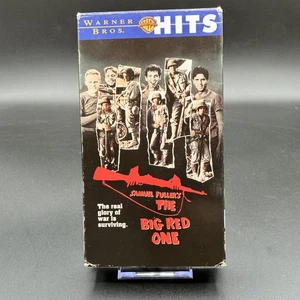 WARNER BROS. HITS
SAMUEL FULLER'S
THE
BIG RED
ONE
The real
glory of
war is
surviving.